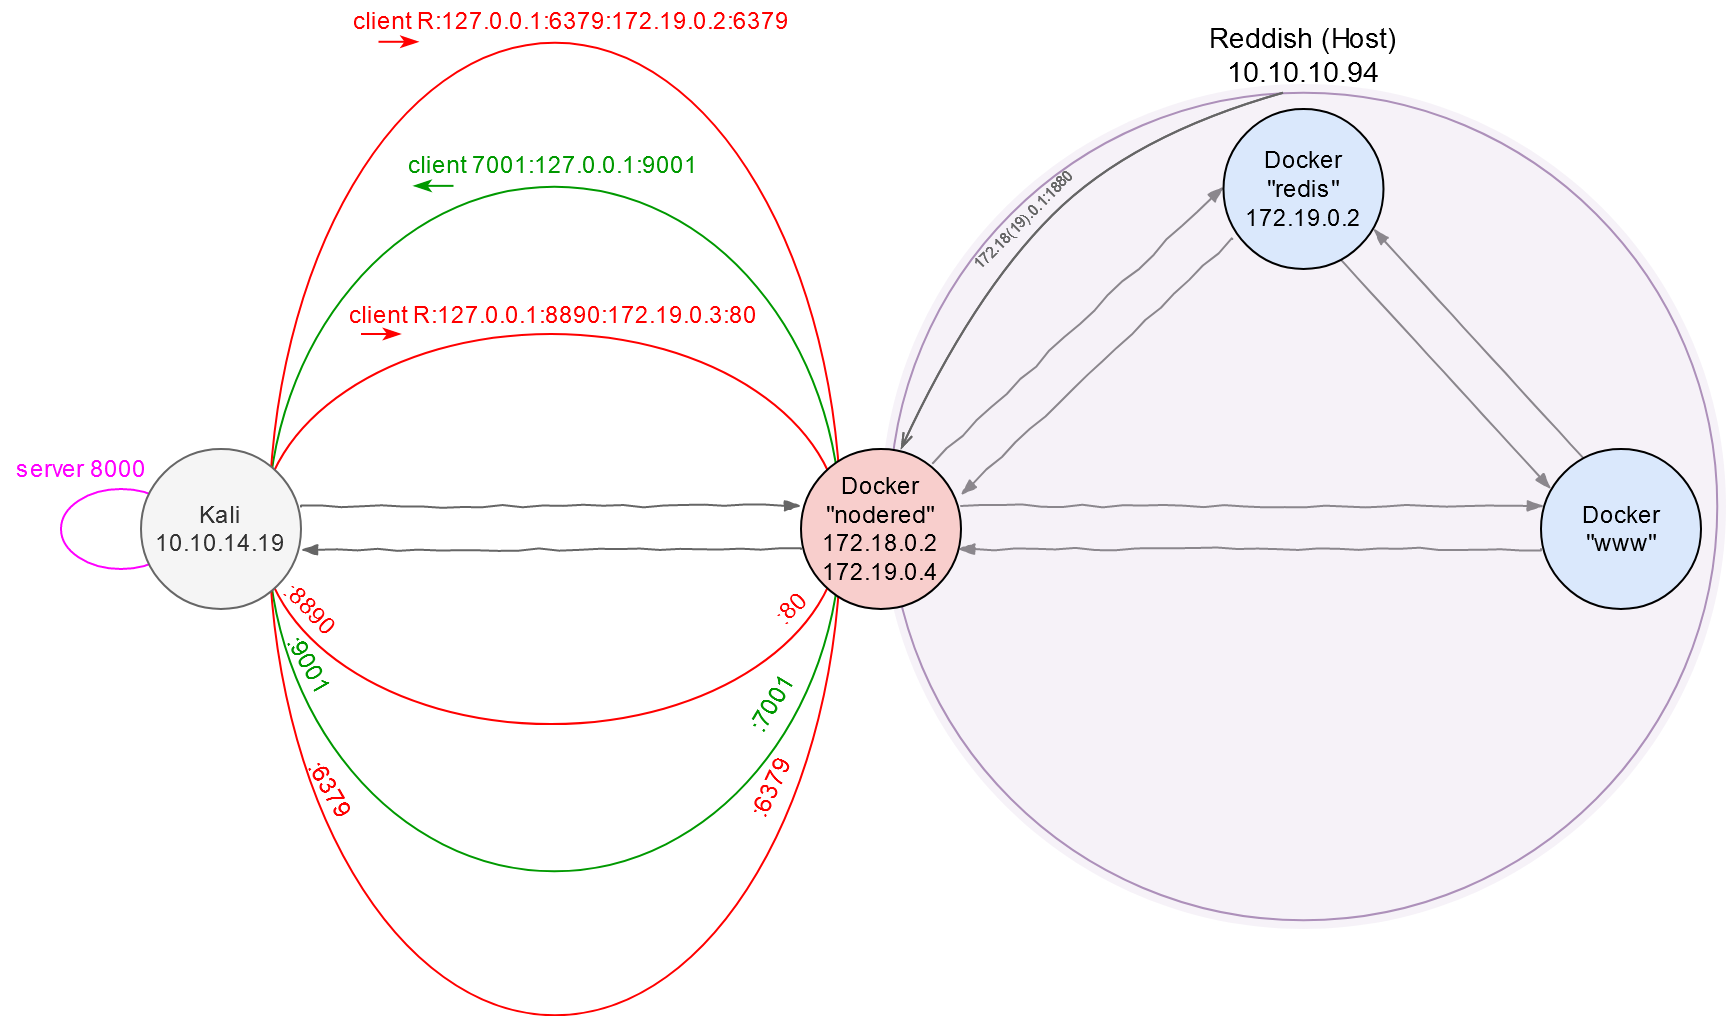 client R:127.0.0.1:6379:172.19.0.2:6379
Reddish (Host)
10.10.10.94
client 7001:127.0.0.1:9001
172.18(19).0.1:1880
Docker
"redis"
172.19.0.2
client R:127.0.0.1:8890:172.19.0.3:80
server 8000
Kali
10.10.14.19
Docker
"nodered"
172.18.0.2
172.19.0.4
Docker
"www"
:8890
:80
:9001
:7001
:6379
:6379